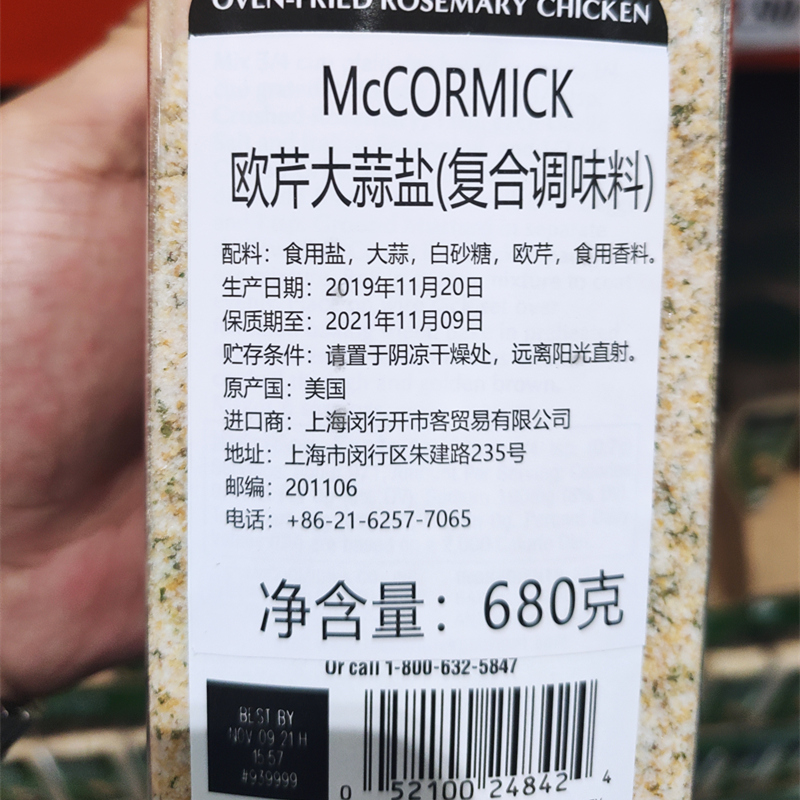 OVEN-FRIED ROSEMARY CHICKEN
McCORMICK
欧芹大蒜盐(复合调味料)
配料：食用盐，大蒜，白砂糖，欧芹，食用香料。
生产日期：2019年11月20日
保质期至：2021年11月09日
贮存条件：请置于阴凉干燥处，远离阳光直射。
原产国：美国
进口商：上海闵行开市客贸易有限公司
地址：上海市闵行区朱建路235号
邮编：201106
电话：+86-21-6257-7065
净含量：680克
Or call 1-800-632-5847
BEST BY
NOV 09 21 H
15:57
#939999
0 52100 24842 4